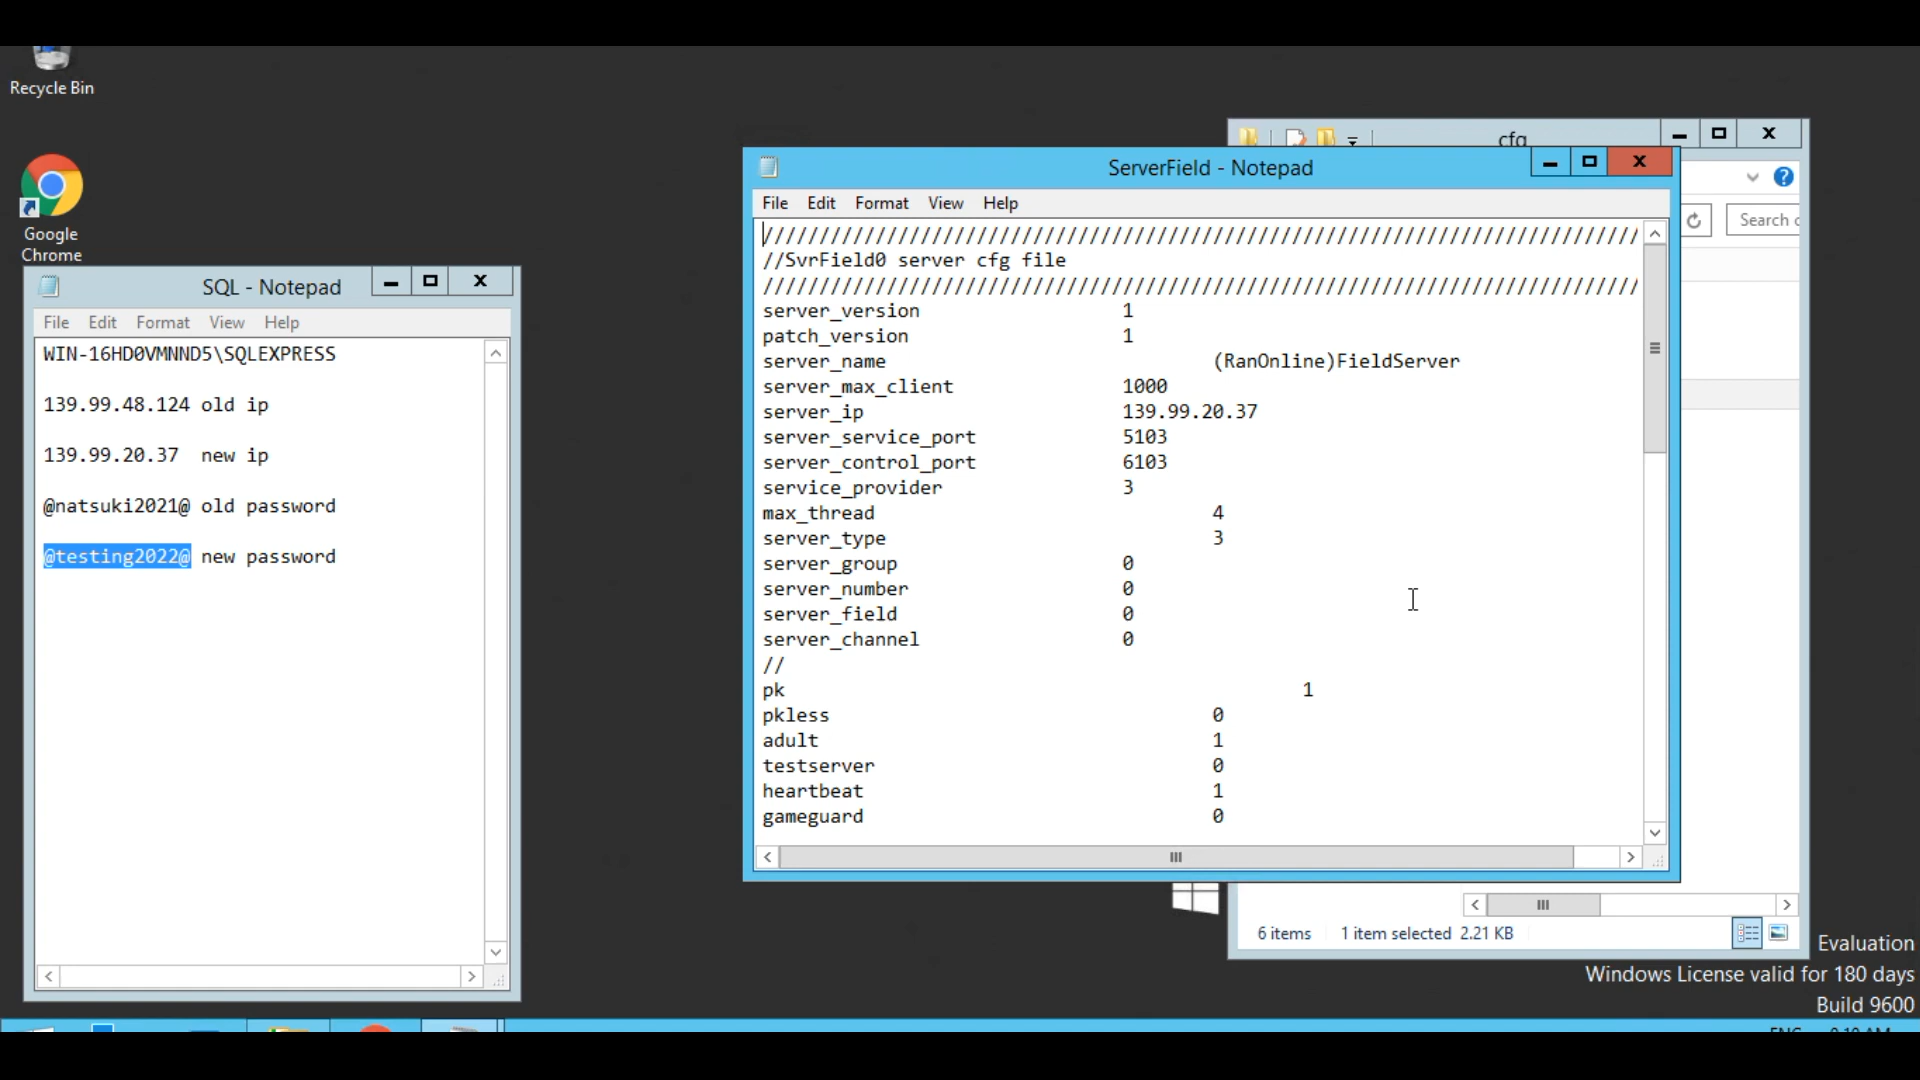 Recycle Bin
Google
Chrome
SQL - Notepad
File Edit Format View Help
WIN-16HD0VMNND5\SQLEXPRESS
139.99.48.124 old ip
139.99.20.37 new ip
@natsuki2021@ old password
@testing2022@ new password
cfg
Search
ServerField - Notepad
File Edit Format View Help
//////////////////////////////////////////////////////////////////////////////
//SvrField0 server cfg file
//////////////////////////////////////////////////////////////////////////////
server_version 1
patch_version 1
server_name (RanOnline)FieldServer
server_max_client 1000
server_ip 139.99.20.37
server_service_port 5103
server_control_port 6103
service_provider 3
max_thread 4
server_type 3
server_group 0
server_number 0
server_field 0
server_channel 0
//
pk 1
pkless 0
adult 1
testserver 0
heartbeat 1
gameguard 0
6 items 1 item selected 2.21 KB
Evaluation
Windows License valid for 180 days
Build 9600